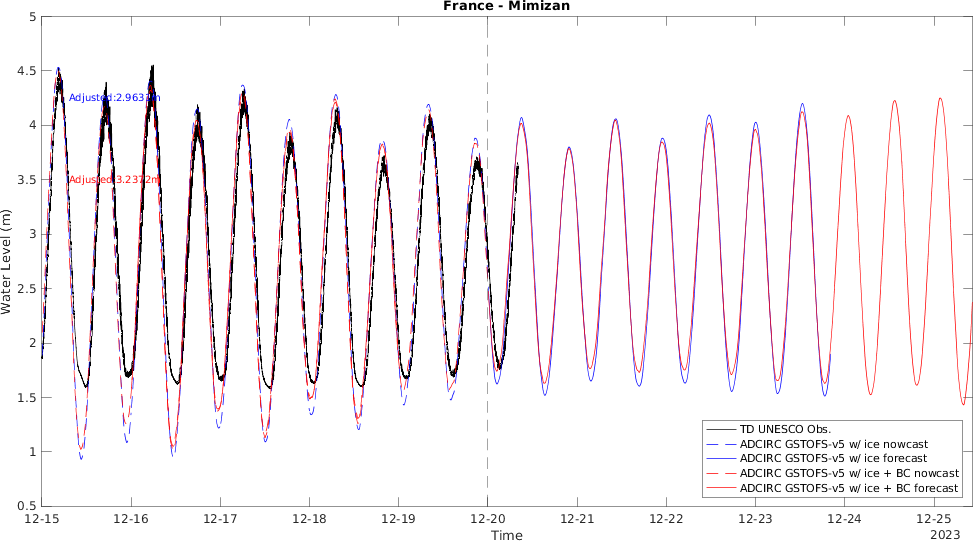 France - Mimizan
Water Level (m)
5
4.5
4
3.5
3
2.5
2
1.5
1
0.5
Adjusted:3.2372m
12-15
12-16
12-17
12-18
12-19
12-20
12-21
12-22
12-23
12-24
12-25
2023
Time
TD UNESCO Obs.
ADCIRC GSTOFS-v5 w/ ice nowcast
ADCIRC GSTOFS-v5 w/ ice forecast
ADCIRC GSTOFS-v5 w/ ice + BC nowcast
ADCIRC GSTOFS-v5 w/ ice + BC forecast